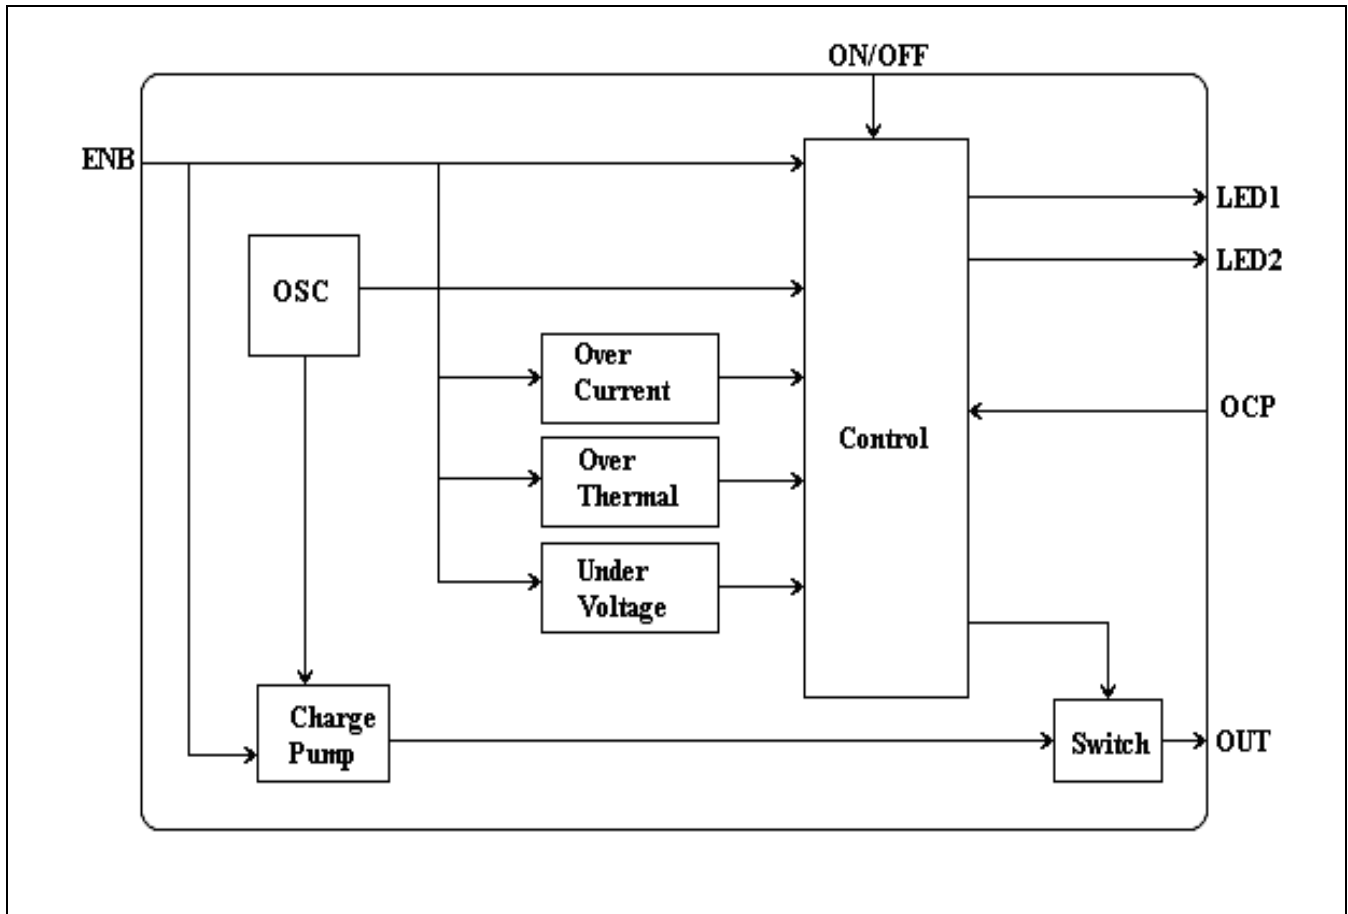 ON/OFF
ENB
LED1
LED2
OSC
Over
Current
OCP
Control
Over
Thermal
Under
Voltage
Charge
Pump
Switch
OUT